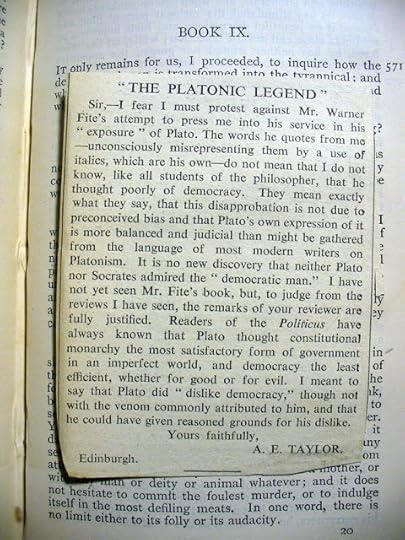 BOOK IX.
IT only remains for us, I proceeded, to inquire how the 571
is transformed into the tyrannical; and
"THE PLATONIC LEGEND"
Sir,—I fear I must protest against Mr. Warner
Fite's attempt to press me into his service in his
"exposure" of Plato. The words he quotes from me
—unconsciously misrepresenting them by a use of
italics, which are his own—do not mean that I do not
know, like all students of the philosopher, that he
thought poorly of democracy. They mean exactly
what they say, that this disapprobation is not due to
preconceived bias and that Plato's own expression of it
is more balanced and judicial than might be gathered
from the language of most modern writers on
Platonism. It is no new discovery that neither Plato
nor Socrates admired the "democratic man." I have
not yet seen Mr. Fite's book, but, to judge from the
reviews I have seen, the remarks of your reviewer are
fully justified. Readers of the Politicus have
always known that Plato thought constitutional
monarchy the most satisfactory form of government
in an imperfect world, and democracy the least
efficient, whether for good or for evil. I meant to
say that Plato did "dislike democracy," though not
with the venom commonly attributed to him, and that
he could have given reasoned grounds for his dislike.
Yours faithfully,
A. E. TAYLOR.
Edinburgh.
mother, or
with any man or deity or animal whatever; and it does
not hesitate to commit the foulest murder, or to indulge
itself in the most defiling meats. In one word, there is
no limit either to its folly or its audacity.
20